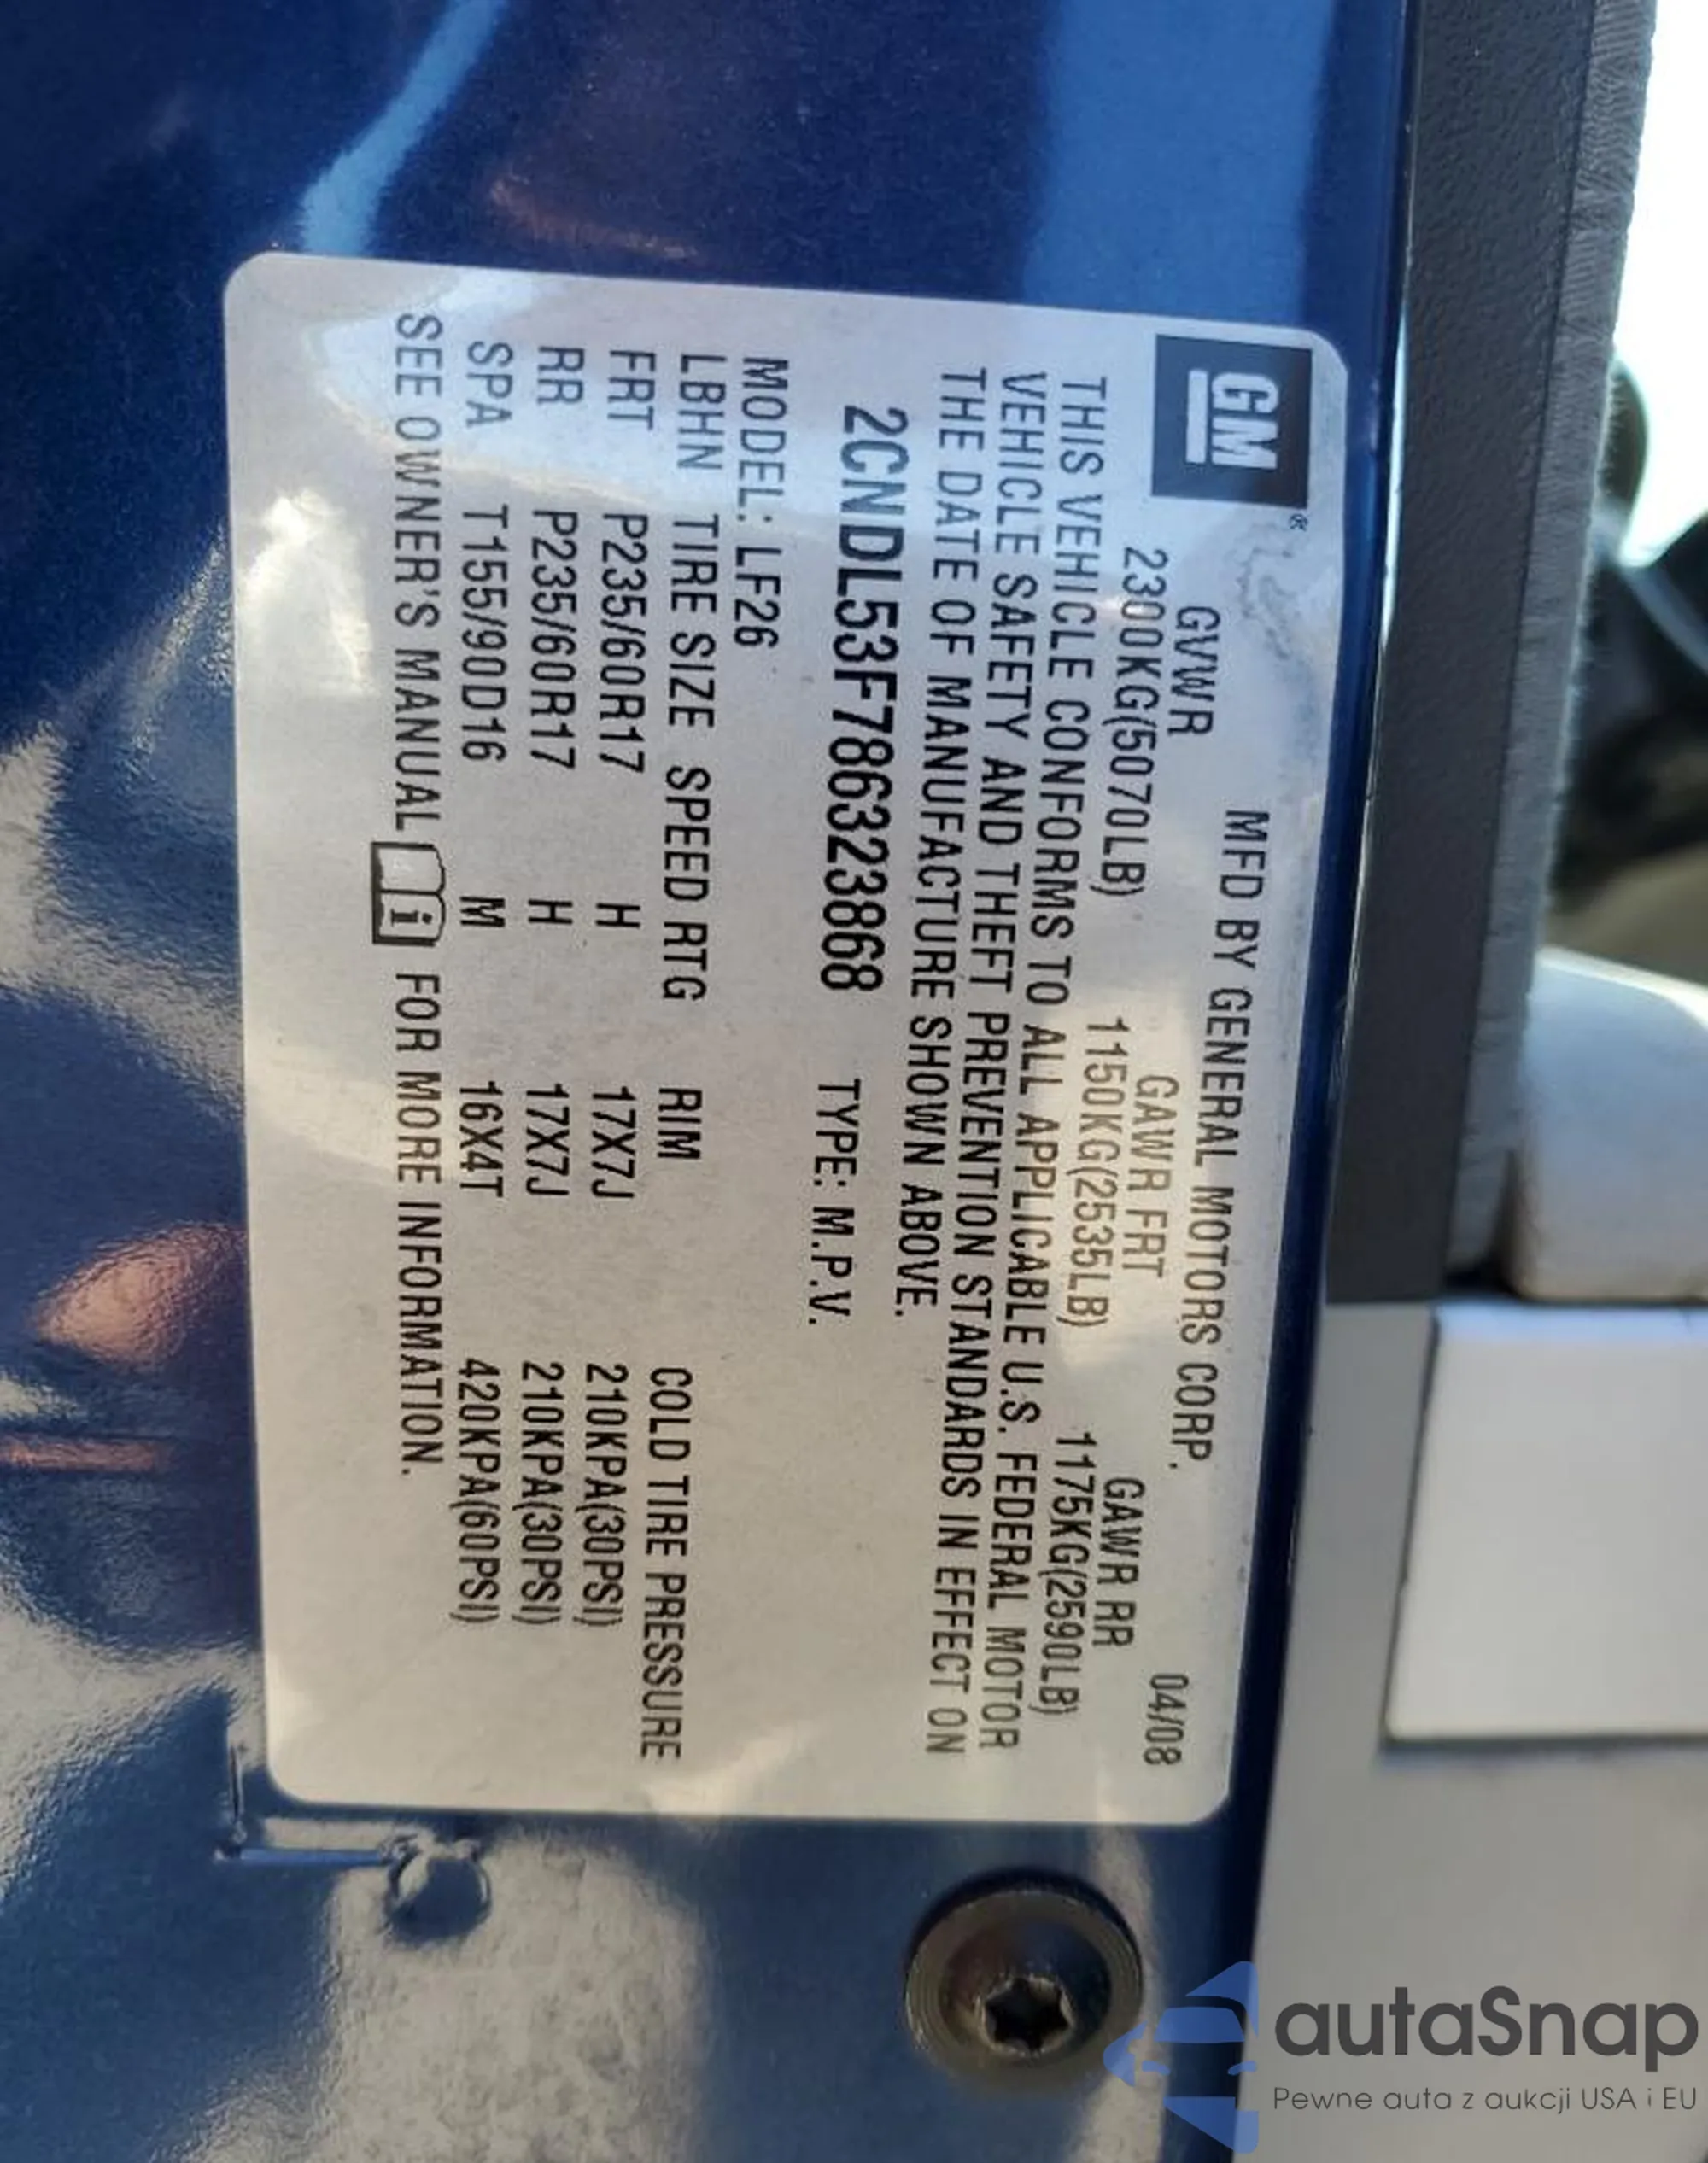 GM®
MFD BY GENERAL MOTORS CORP. 04/08
GVWR GAWR FRT GAWR RR
2300KG(5070LB) 1150KG(2535LB) 1175KG(2590LB)
THIS VEHICLE CONFORMS TO ALL APPLICABLE U.S. FEDERAL MOTOR
VEHICLE SAFETY AND THEFT PREVENTION STANDARDS IN EFFECT ON
THE DATE OF MANUFACTURE SHOWN ABOVE.
2CNDL53F786323868 TYPE: M.P.V.
MODEL: LF26
LBHN TIRE SIZE SPEED RTG RIM COLD TIRE PRESSURE
FRT P235/60R17 H 17X7J 210KPA(30PSI)
RR P235/60R17 H 17X7J 210KPA(30PSI)
SPA T155/90D16 M 16X4T 420KPA(60PSI)
SEE OWNER'S MANUAL i FOR MORE INFORMATION.
autaSnap
Pewne auta z aukcji USA i EU